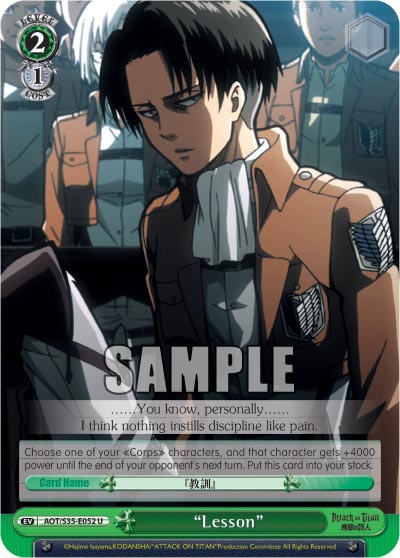 LEVEL
2
1
COST
SAMPLE
……You know, personally……
I think nothing instills discipline like pain.
Choose one of your «Corps» characters, and that character gets +4000
power until the end of your opponent's next turn. Put this card into your stock.
Card Name 『教訓』
EV AOT/S35-E052 U “Lesson” Attack on Titan
進撃の巨人
©Hajime Isayama,KODANSHA/"ATTACK ON TITAN"Production Committee All Rights Reserved.